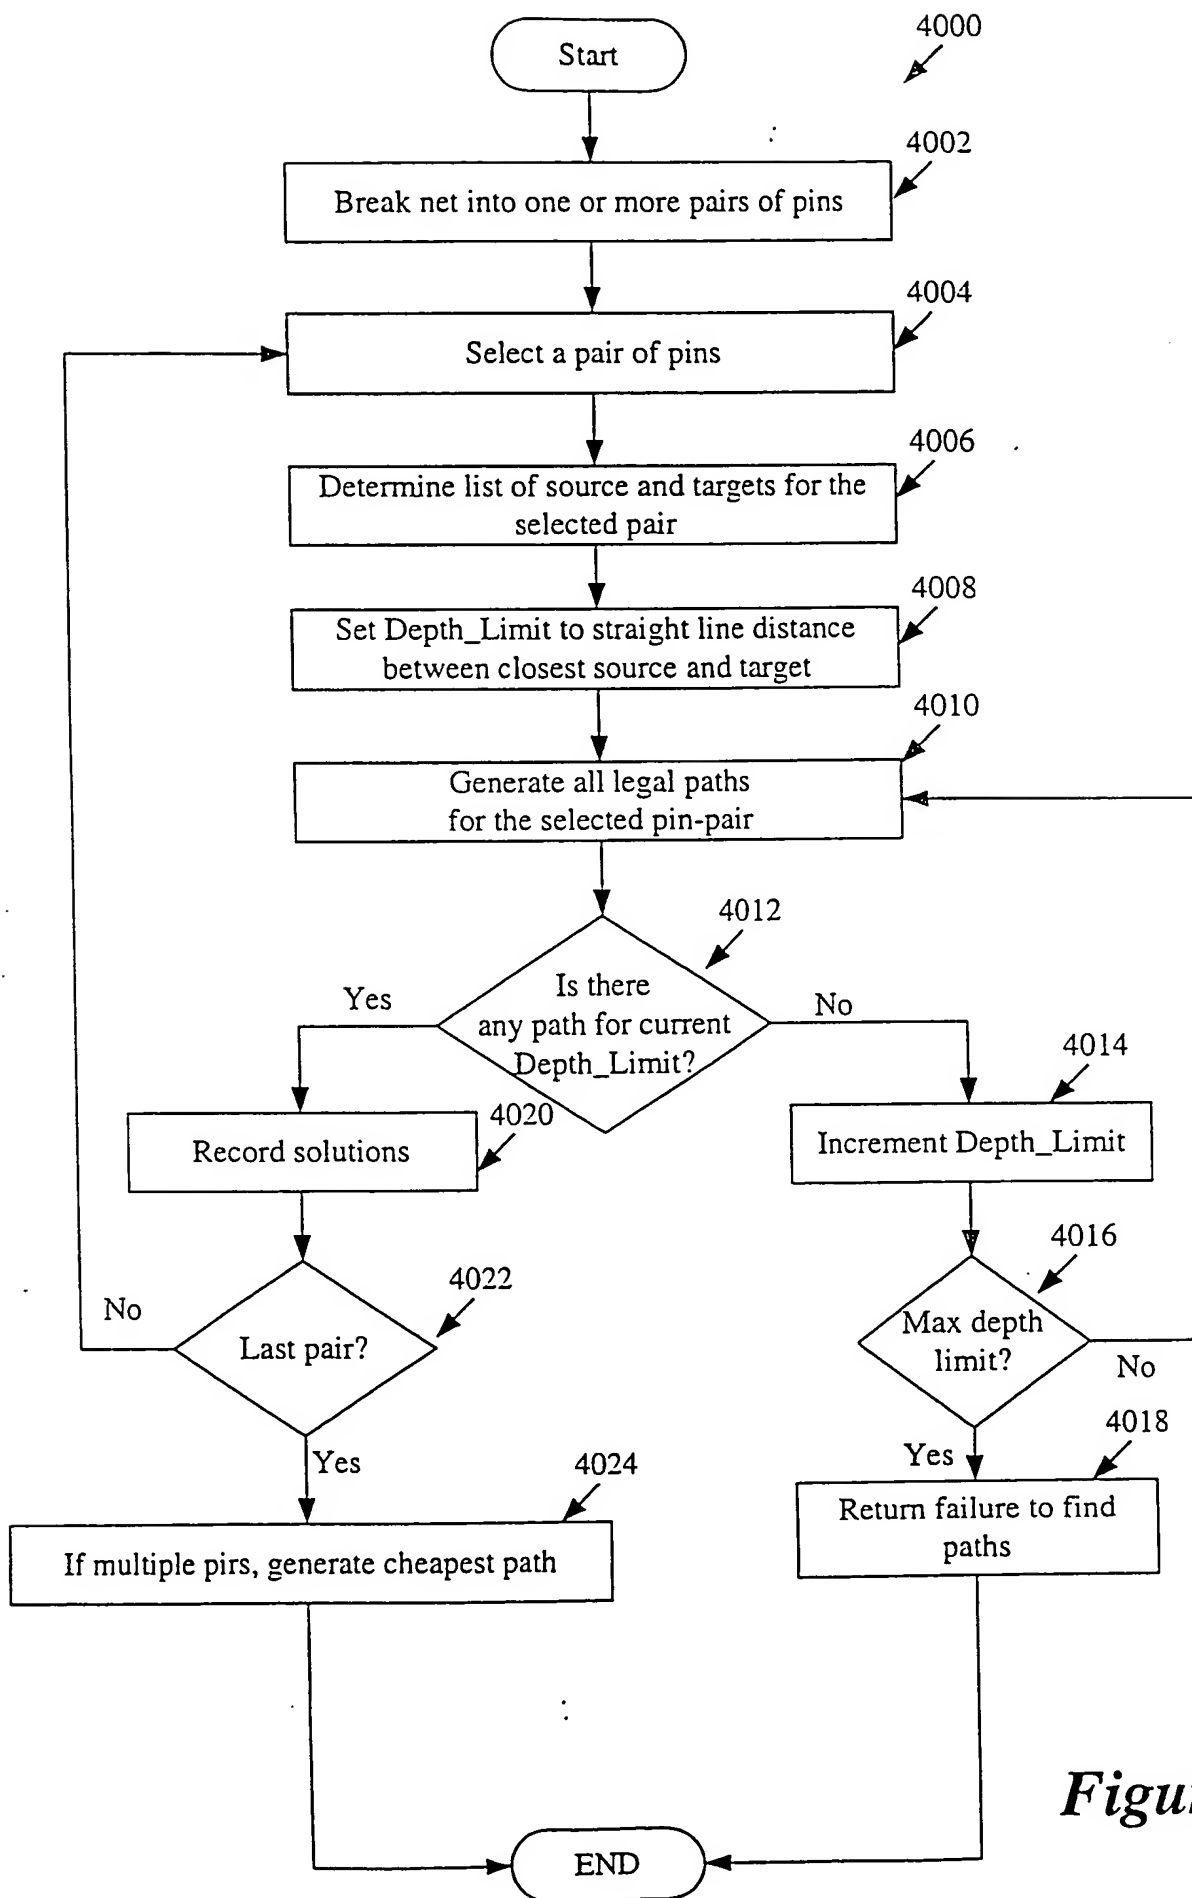 Start
4000
4002
Break net into one or more pairs of pins
4004
Select a pair of pins
4006
Determine list of source and targets for the
selected pair
4008
Set Depth_Limit to straight line distance
between closest source and target
4010
Generate all legal paths
for the selected pin-pair
4012
Is there
any path for current
Depth_Limit?
Yes
No
4014
Increment Depth_Limit
4020
Record solutions
4016
Max depth
limit?
No
4022
Last pair?
No
Yes
4018
Return failure to find
paths
Yes
4024
If multiple pirs, generate cheapest path
END